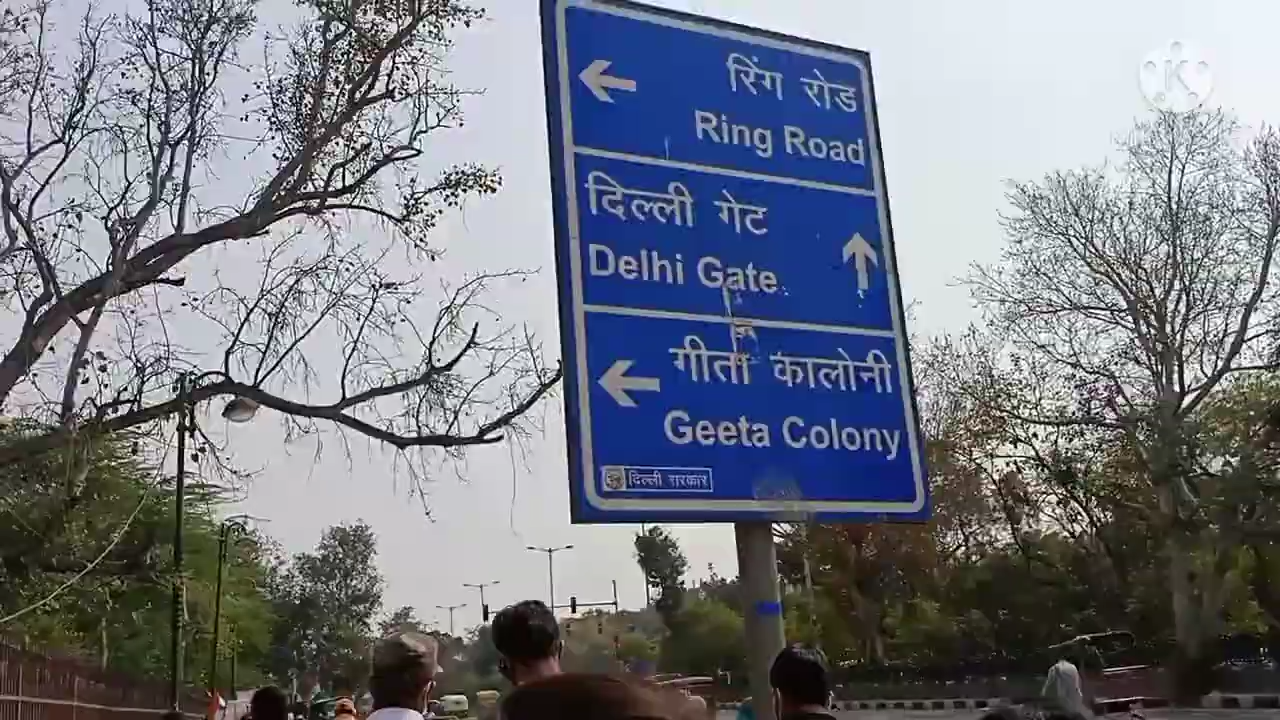 रिंग रोड
Ring Road
दिल्ली गेट
Delhi Gate
गीता कालोनी
Geeta Colony
दिल्ली सरकार
K